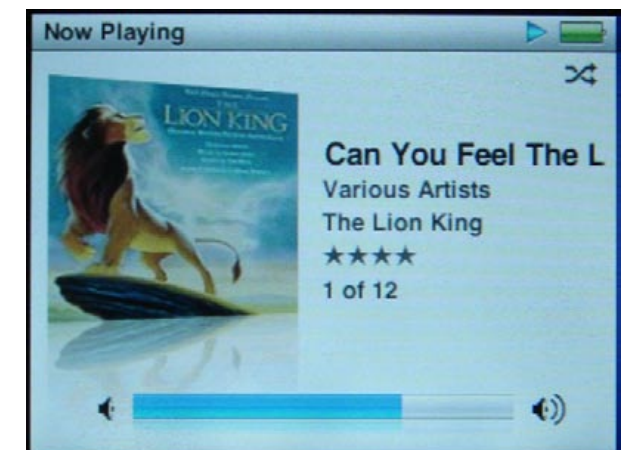 Now Playing
THE
LION KING
Can You Feel The L
Various Artists
The Lion King
★★★★
1 of 12